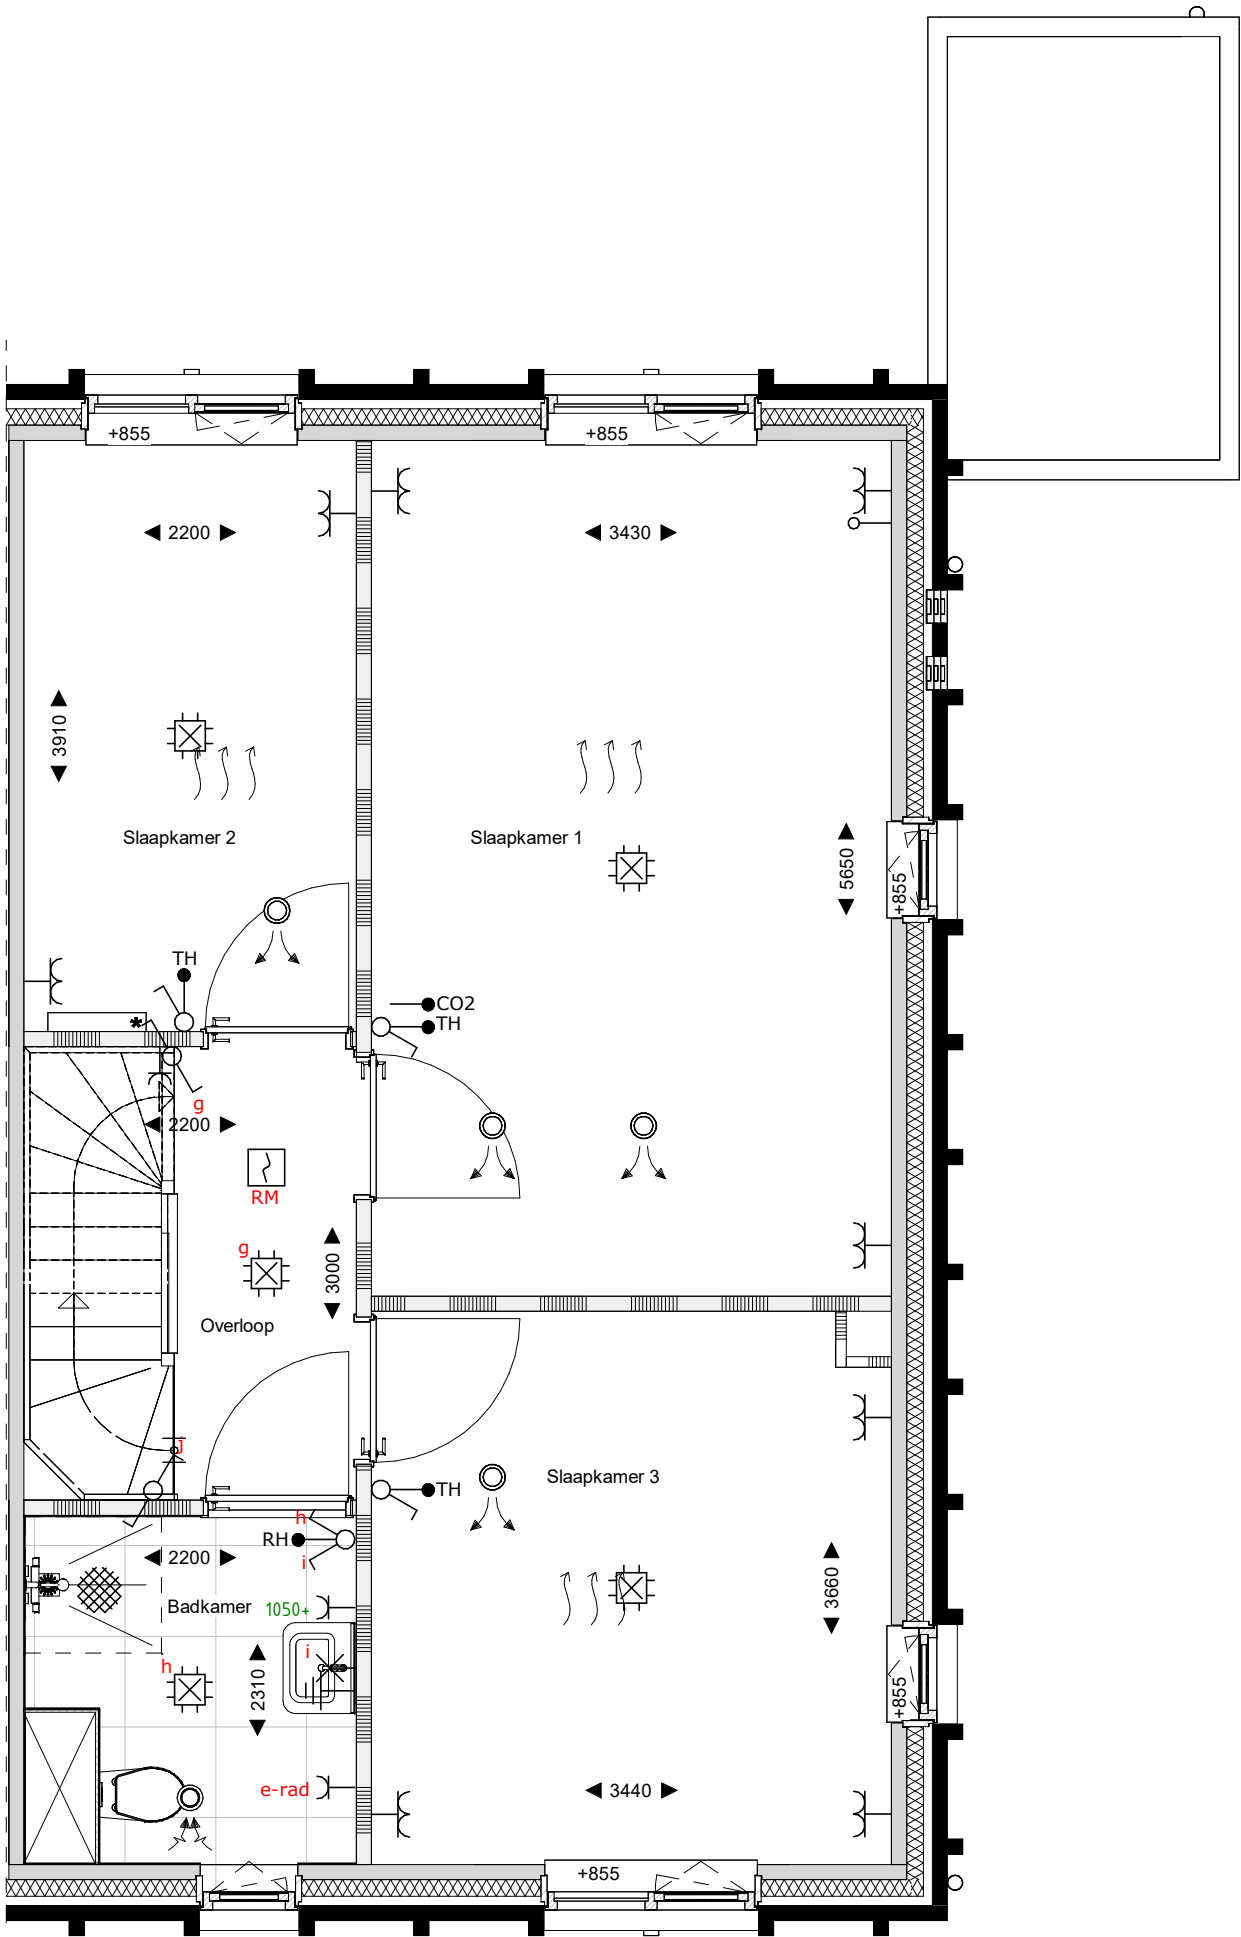 +855
+855
2200
3430
3910
Slaapkamer 2
Slaapkamer 1
5650
+855
TH
CO2
TH
*
g
2200
RM
g
3000
Overloop
j
Slaapkamer 3
TH
h
RH
i
2200
Badkamer
1050+
3660
i
h
2310
+855
e-rad
3440
+855